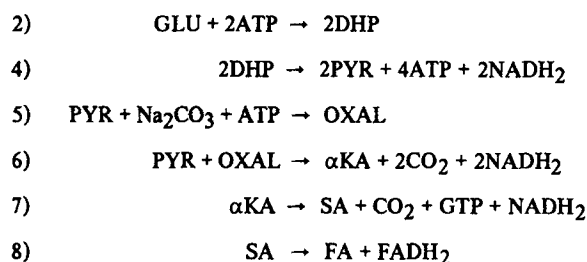 2) GLU + 2ATP → 2DHP
4) 2DHP → 2PYR + 4ATP + 2NADH₂
5) PYR + Na₂CO₃ + ATP → OXAL
6) PYR + OXAL → αKA + 2CO₂ + 2NADH₂
7) αKA → SA + CO₂ + GTP + NADH₂
8) SA → FA + FADH₂